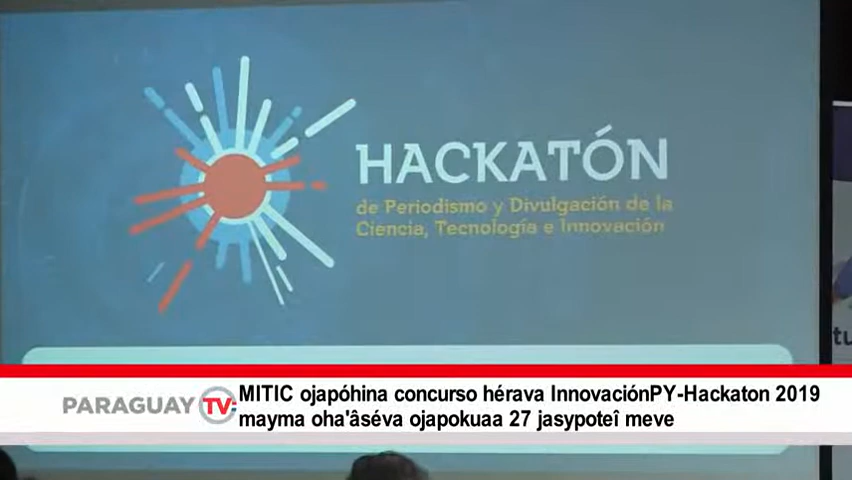 HACKATÓN
de Periodismo y Divulgación de la
Ciencia, Tecnología e Innovación
tu
PARAGUAY TV:
MITIC ojapóhina concurso hérava InnovaciónPY-Hackaton 2019
mayma oha'âséva ojapokuaa 27 jasypoteî meve